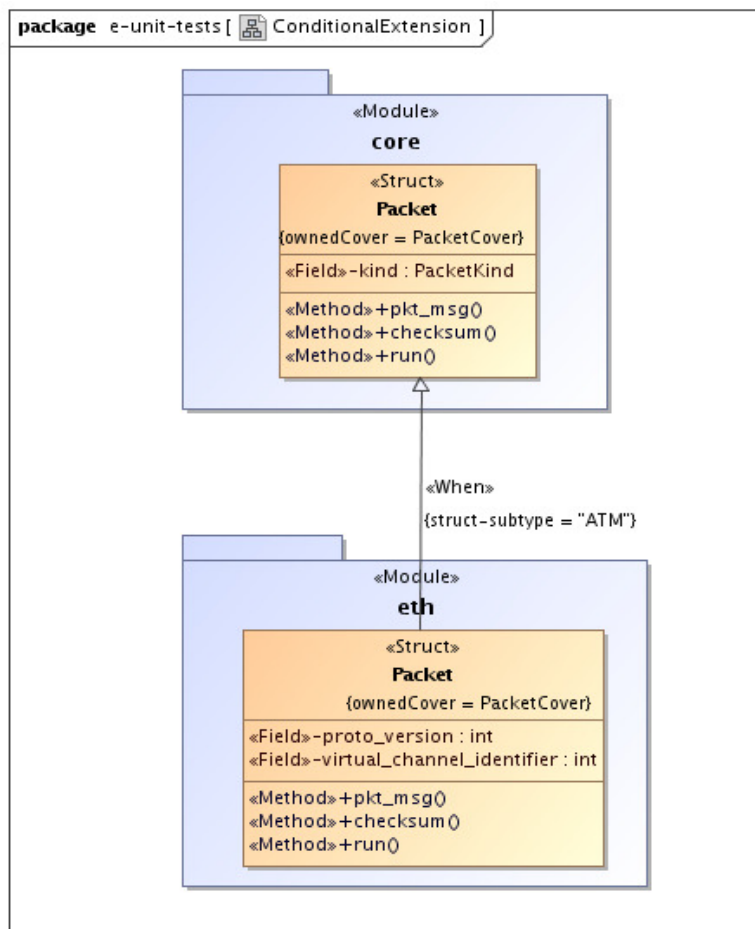 package e-unit-tests [ ConditionalExtension ]
«Module»
core
«Struct»
Packet
{ownedCover = PacketCover}
«Field»-kind : PacketKind
«Method»+pkt_msg()
«Method»+checksum()
«Method»+run()
«When»
{struct-subtype = "ATM"}
«Module»
eth
«Struct»
Packet
{ownedCover = PacketCover}
«Field»-proto_version : int
«Field»-virtual_channel_identifier : int
«Method»+pkt_msg()
«Method»+checksum()
«Method»+run()